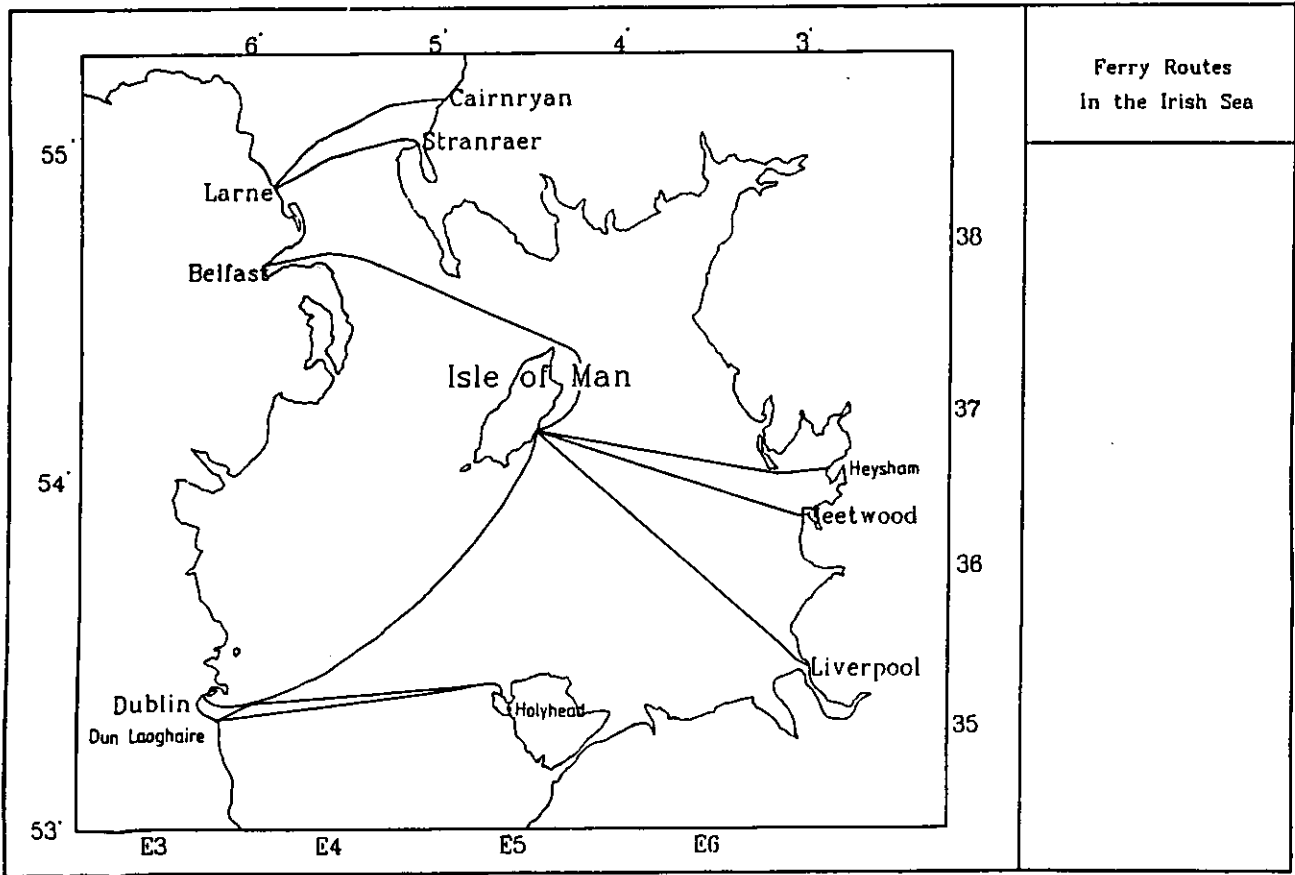 6°
5°
4°
3°
Ferry Routes
In the Irish Sea
Cairnryan
55°
Stranraer
Larne
38
Belfast
Isle of Man
37
Heysham
54°
Fleetwood
36
Liverpool
Dublin
Holyhead
35
Dun Laoghaire
53°
E3
E4
E5
E6